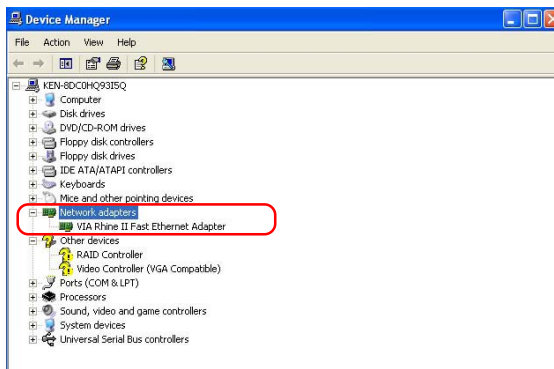 Device Manager
File Action View Help
KEN-8DC0HQ93I5Q
Computer
Disk drives
DVD/CD-ROM drives
Floppy disk controllers
Floppy disk drives
IDE ATA/ATAPI controllers
Keyboards
Mice and other pointing devices
Network adapters
VIA Rhine II Fast Ethernet Adapter
Other devices
RAID Controller
Video Controller (VGA Compatible)
Ports (COM & LPT)
Processors
Sound, video and game controllers
System devices
Universal Serial Bus controllers